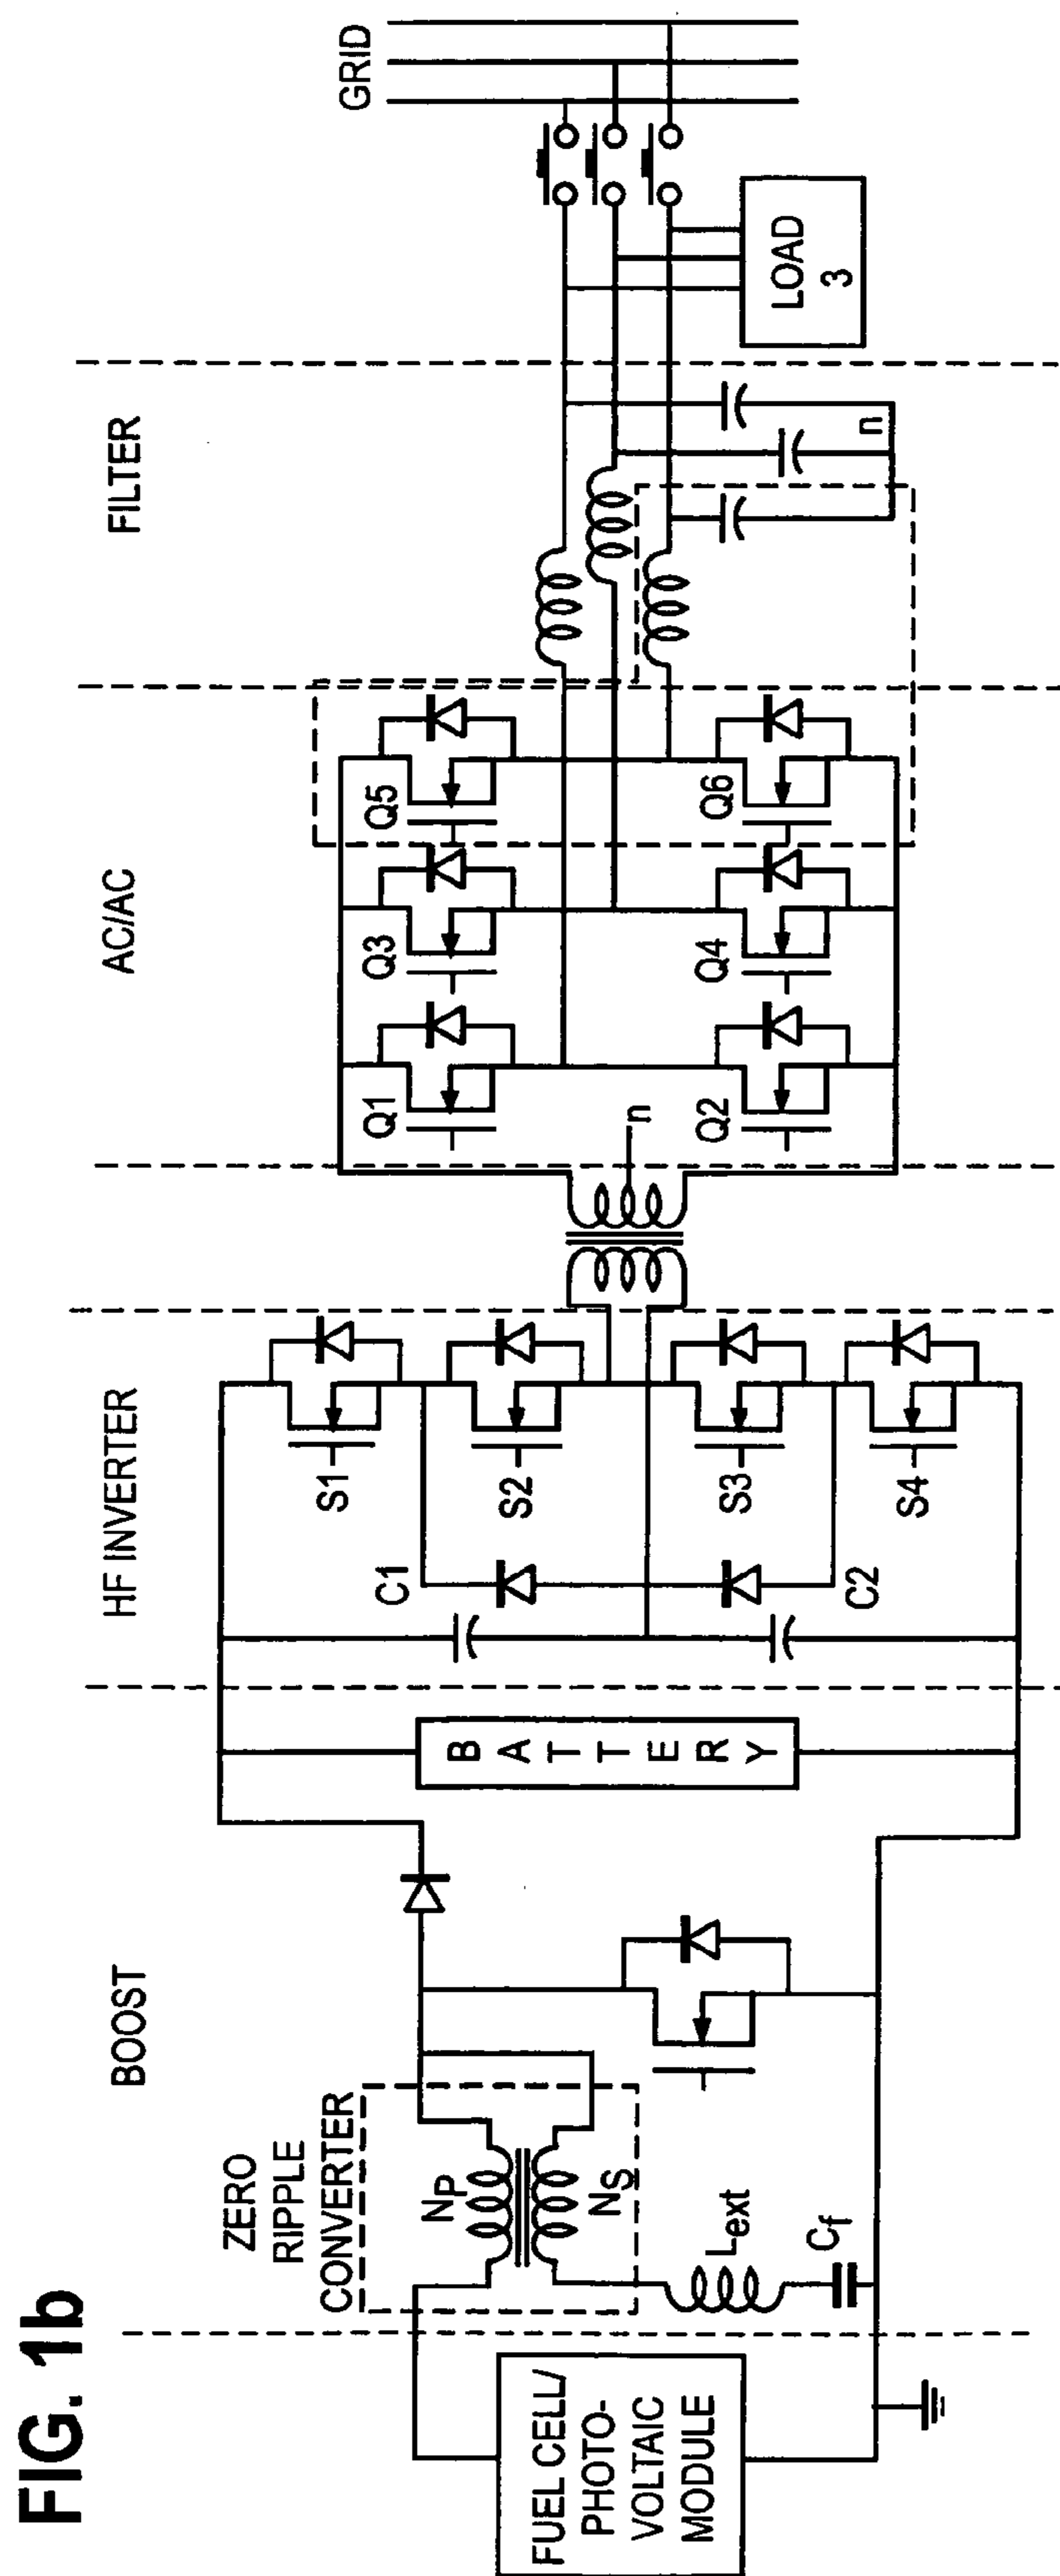 FIG. 1b
BOOST
HF INVERTER
AC/AC
FILTER
GRID
ZERO
RIPPLE
CONVERTER
NP
NS
Lext
Cf
FUEL CELL/
PHOTO-
VOLTAIC
MODULE
BATTERY
C1
C2
S1
S2
S3
S4
n
Q1
Q3
Q5
Q2
Q4
Q6
n
LOAD
3